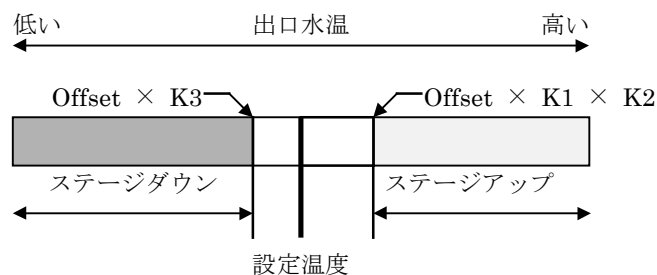 低い 出口水温 高い
Offset × K3 Offset × K1 × K2
ステージダウン ステージアップ
設定温度